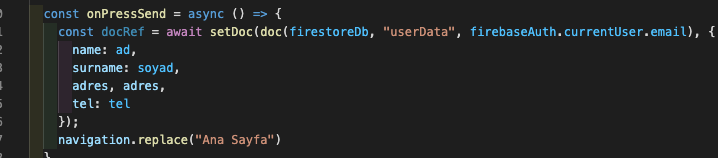 const onPressSend = async () => {
const docRef = await setDoc(doc(firestoreDb, "userData", firebaseAuth.currentUser.email), {
name: ad,
surname: soyad,
adres, adres,
tel: tel
});
navigation.replace("Ana Sayfa")